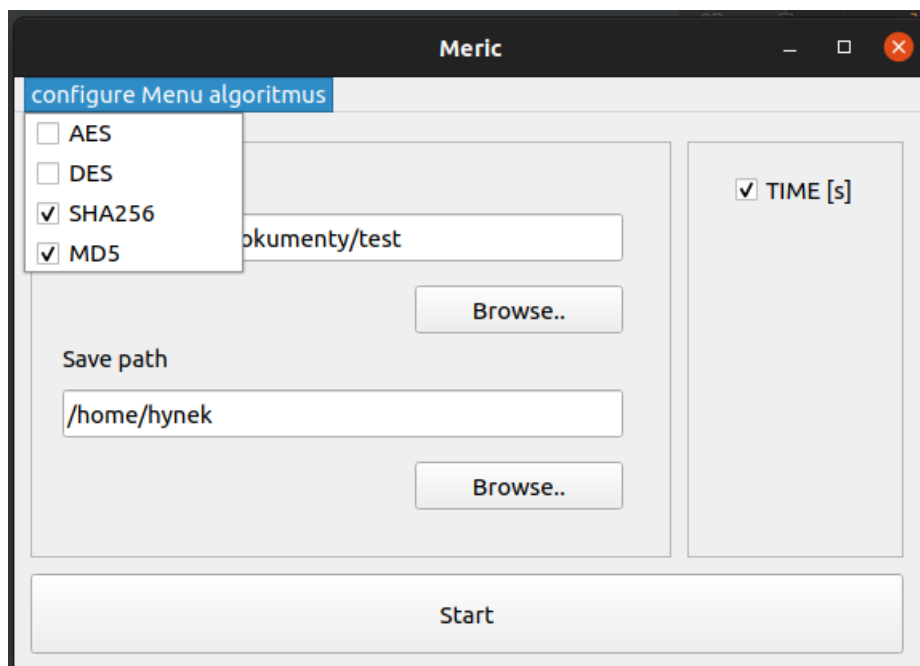 Meric
configure Menu algoritmus
AES
DES
SHA256
MD5
TIME [s]
okumenty/test
Browse..
Save path
/home/hynek
Browse..
Start